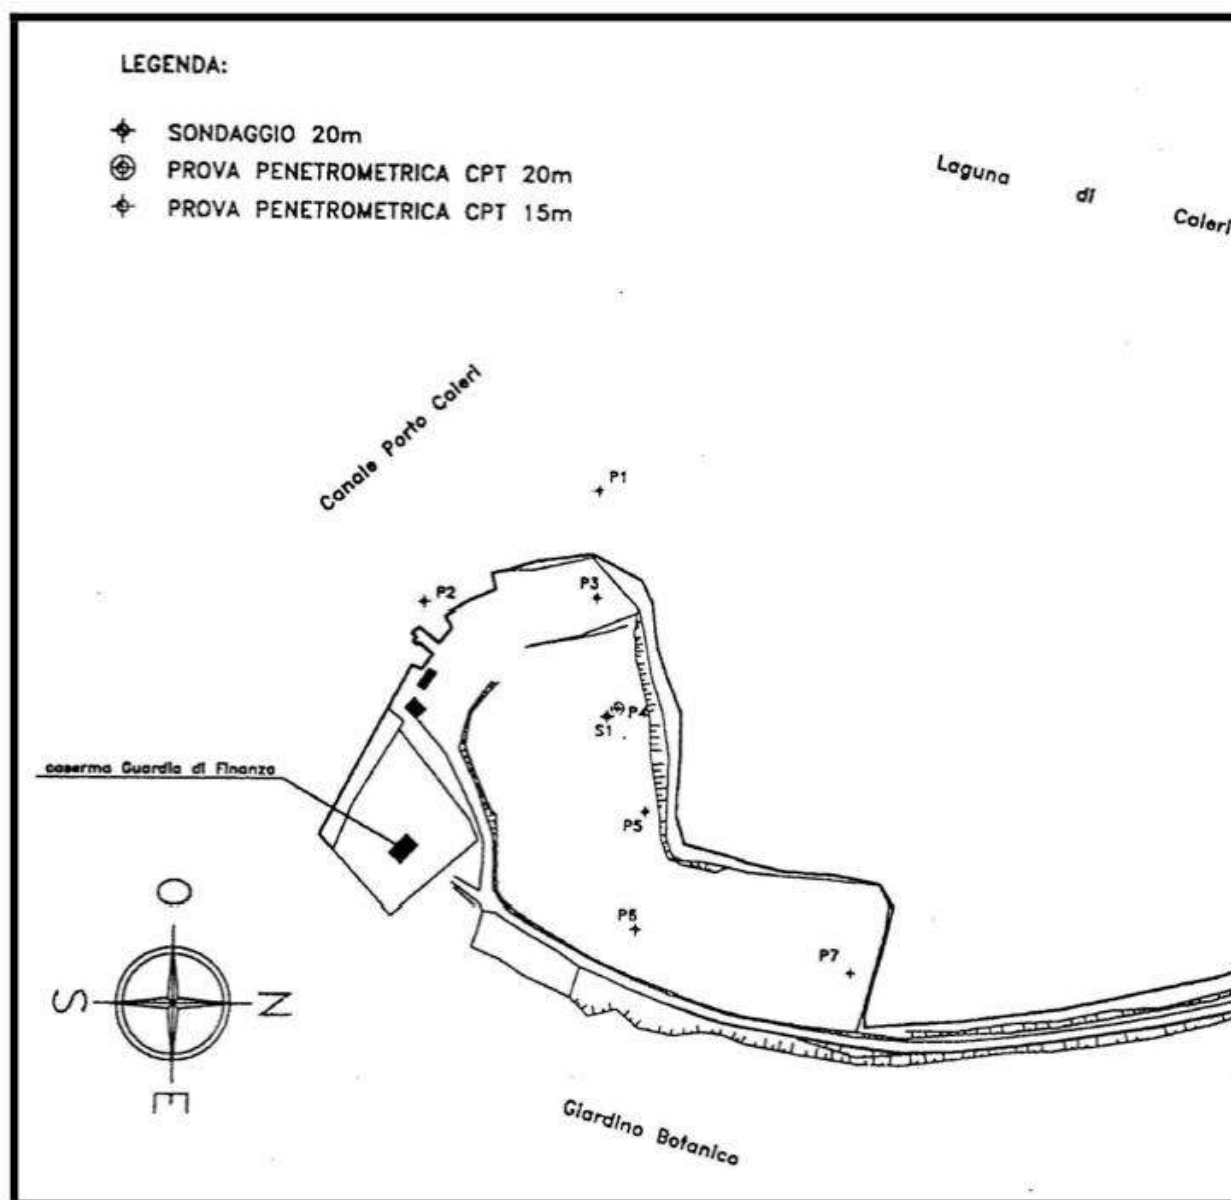 LEGENDA:
SONDAGGIO 20m
PROVA PENETROMETRICA CPT 20m
PROVA PENETROMETRICA CPT 15m
Laguna di Caleri
Canale Porto Caleri
P1
P2
P3
P4
S1
P5
caserma Guardia di Finanza
P6
P7
O
S N
E
Giardino Botanico